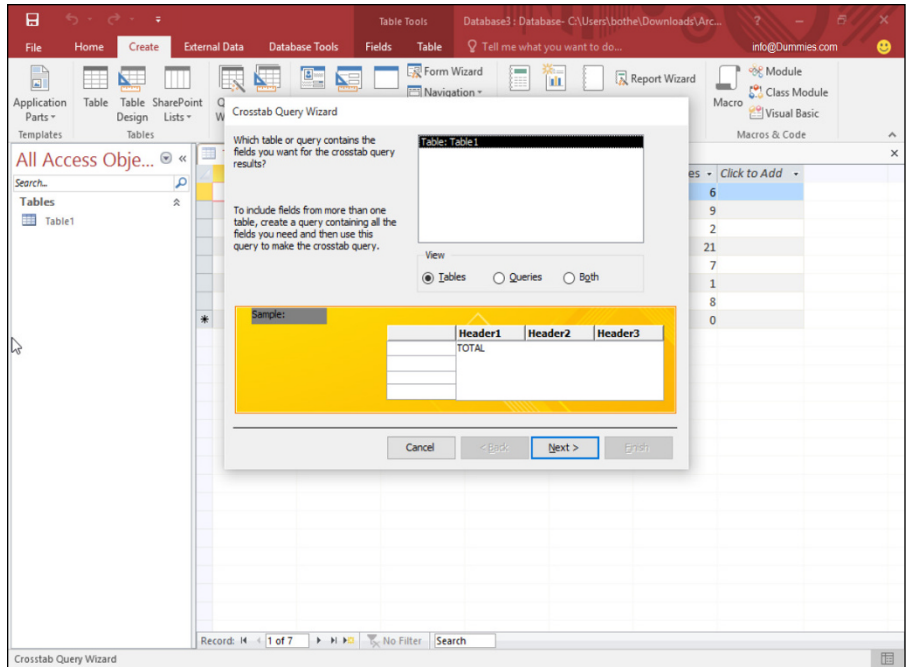 Table Tools
Database3 : Database- C:\Users\bothe\Downloads\Arc...
?
File
Home
Create
External Data
Database Tools
Fields
Table
Tell me what you want to do...
info@Dummies.com
Application
Parts
Templates
Table
Table
Design
SharePoint
Lists
Tables
Form Wizard
Navigation
Report Wizard
Macro
Module
Class Module
Visual Basic
Macros & Code
All Access Obje...
Search...
Tables
Table1
Click to Add
6
9
2
21
7
1
8
0
Crosstab Query Wizard
Which table or query contains the
fields you want for the crosstab query
results?
To include fields from more than one
table, create a query containing all the
fields you need and then use this
query to make the crosstab query.
Table: Table1
View
Tables
Queries
Both
Sample:
Header1
Header2
Header3
TOTAL
Cancel
< Back
Next >
Finish
Record:
1 of 7
No Filter
Search
Crosstab Query Wizard